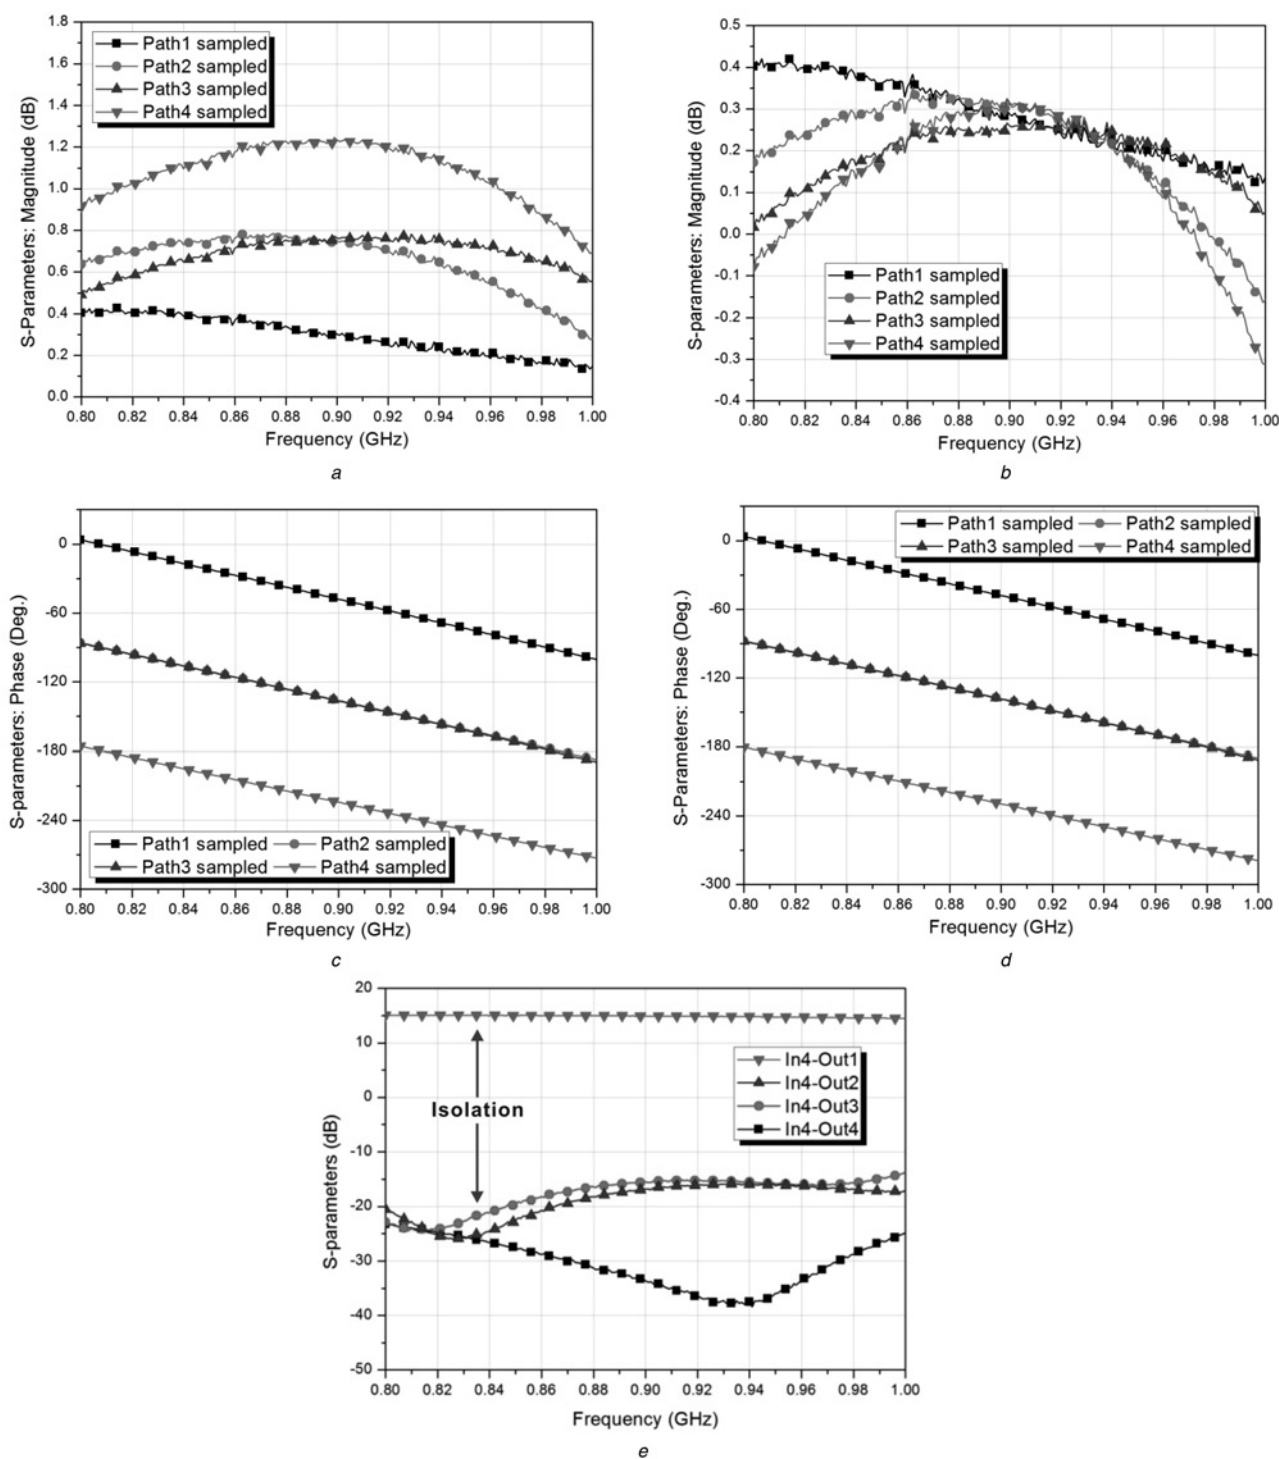 1.8
1.6
1.4
1.2
1.0
0.8
0.6
0.4
0.2
0.0
S-Parameters: Magnitude (dB)
Path1 sampled
Path2 sampled
Path3 sampled
Path4 sampled
0.80 0.82 0.84 0.86 0.88 0.90 0.92 0.94 0.96 0.98 1.00
Frequency (GHz)
a
0.5
0.4
0.3
0.2
0.1
0.0
-0.1
-0.2
-0.3
-0.4
S-parameters: Magnitude (dB)
Path1 sampled
Path2 sampled
Path3 sampled
Path4 sampled
0.80 0.82 0.84 0.86 0.88 0.90 0.92 0.94 0.96 0.98 1.00
Frequency (GHz)
b
0
-60
-120
-180
-240
-300
S-parameters: Phase (Deg.)
Path1 sampled Path2 sampled
Path3 sampled Path4 sampled
0.80 0.82 0.84 0.86 0.88 0.90 0.92 0.94 0.96 0.98 1.00
Frequency (GHz)
c
0
-60
-120
-180
-240
-300
S-Parameters: Phase (Deg.)
Path1 sampled Path2 sampled
Path3 sampled Path4 sampled
0.80 0.82 0.84 0.86 0.88 0.90 0.92 0.94 0.96 0.98 1.00
Frequency (GHz)
d
20
10
0
-10
-20
-30
-40
-50
S-parameters (dB)
Isolation
In4-Out1
In4-Out2
In4-Out3
In4-Out4
0.80 0.82 0.84 0.86 0.88 0.90 0.92 0.94 0.96 0.98 1.00
Frequency (GHz)
e